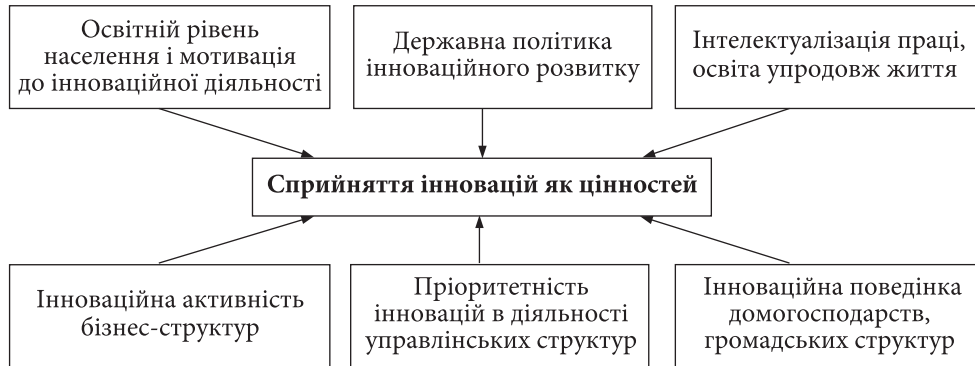 Освітній рівень
населення і мотивація
до інноваційної діяльності
Державна політика
інноваційного розвитку
Інтелектуалізація праці,
освіта упродовж життя
Сприйняття інновацій як цінностей
Інноваційна активність
бізнес-структур
Пріоритетність
інновацій в діяльності
управлінських структур
Інноваційна поведінка
домогосподарств,
громадських структур